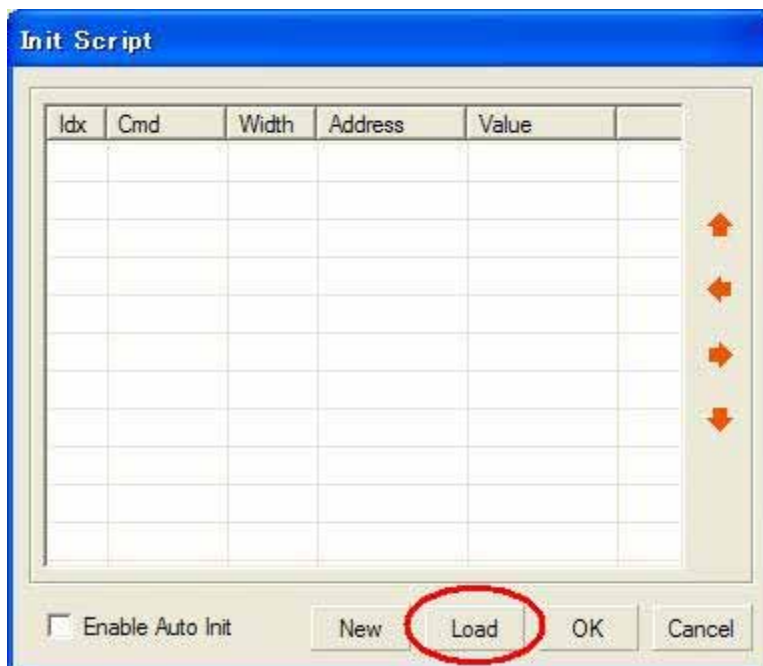 Init Script
Idx Cmd Width Address Value
Enable Auto Init New Load OK Cancel